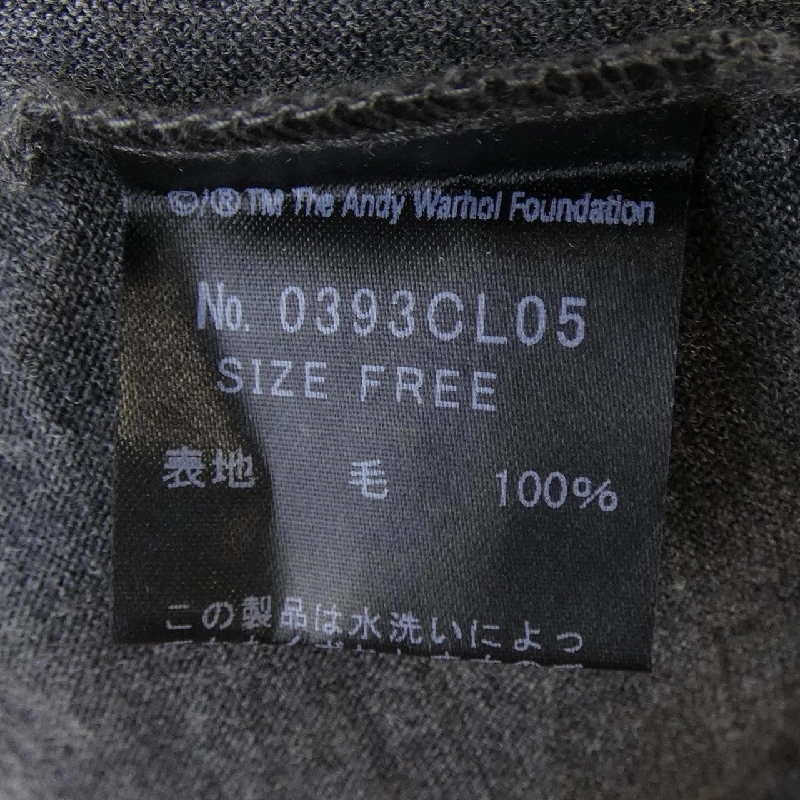 ©/®TM The Andy Warhol Foundation
No. 0393CL05
SIZE FREE
表地 毛 100%
この製品は水洗いによっ